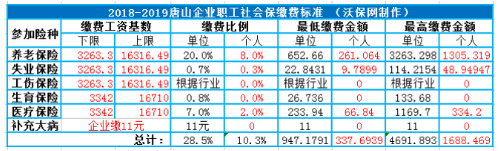 2018-2019唐山企业职工社会保缴费标准 （沃保网制作）
参加险种 缴费工资基数 缴费比例 最低缴费金额 最高缴费金额
下限 上限 单位 个人 单位 个人 单位 个人
养老保险 3263.3 16316.49 20.0% 8.0% 652.66 261.064 3263.298 1305.319
失业保险 3263.3 16316.49 0.7% 0.3% 22.8431 9.7899 114.2154 48.94947
工伤保险 3263.3 16316.49 根据行业 0 根据行业 0 根据行业 0
生育保险 3342 16710 0.8% 0 26.736 0 133.68 0
医疗保险 3342 16710 7.0% 2.0% 233.94 66.84 1169.7 334.2
补充大病 企业缴11元 11元 0 11 0 11 0
总计： 28.5% 10.3% 947.1791 337.6939 4691.893 1688.469